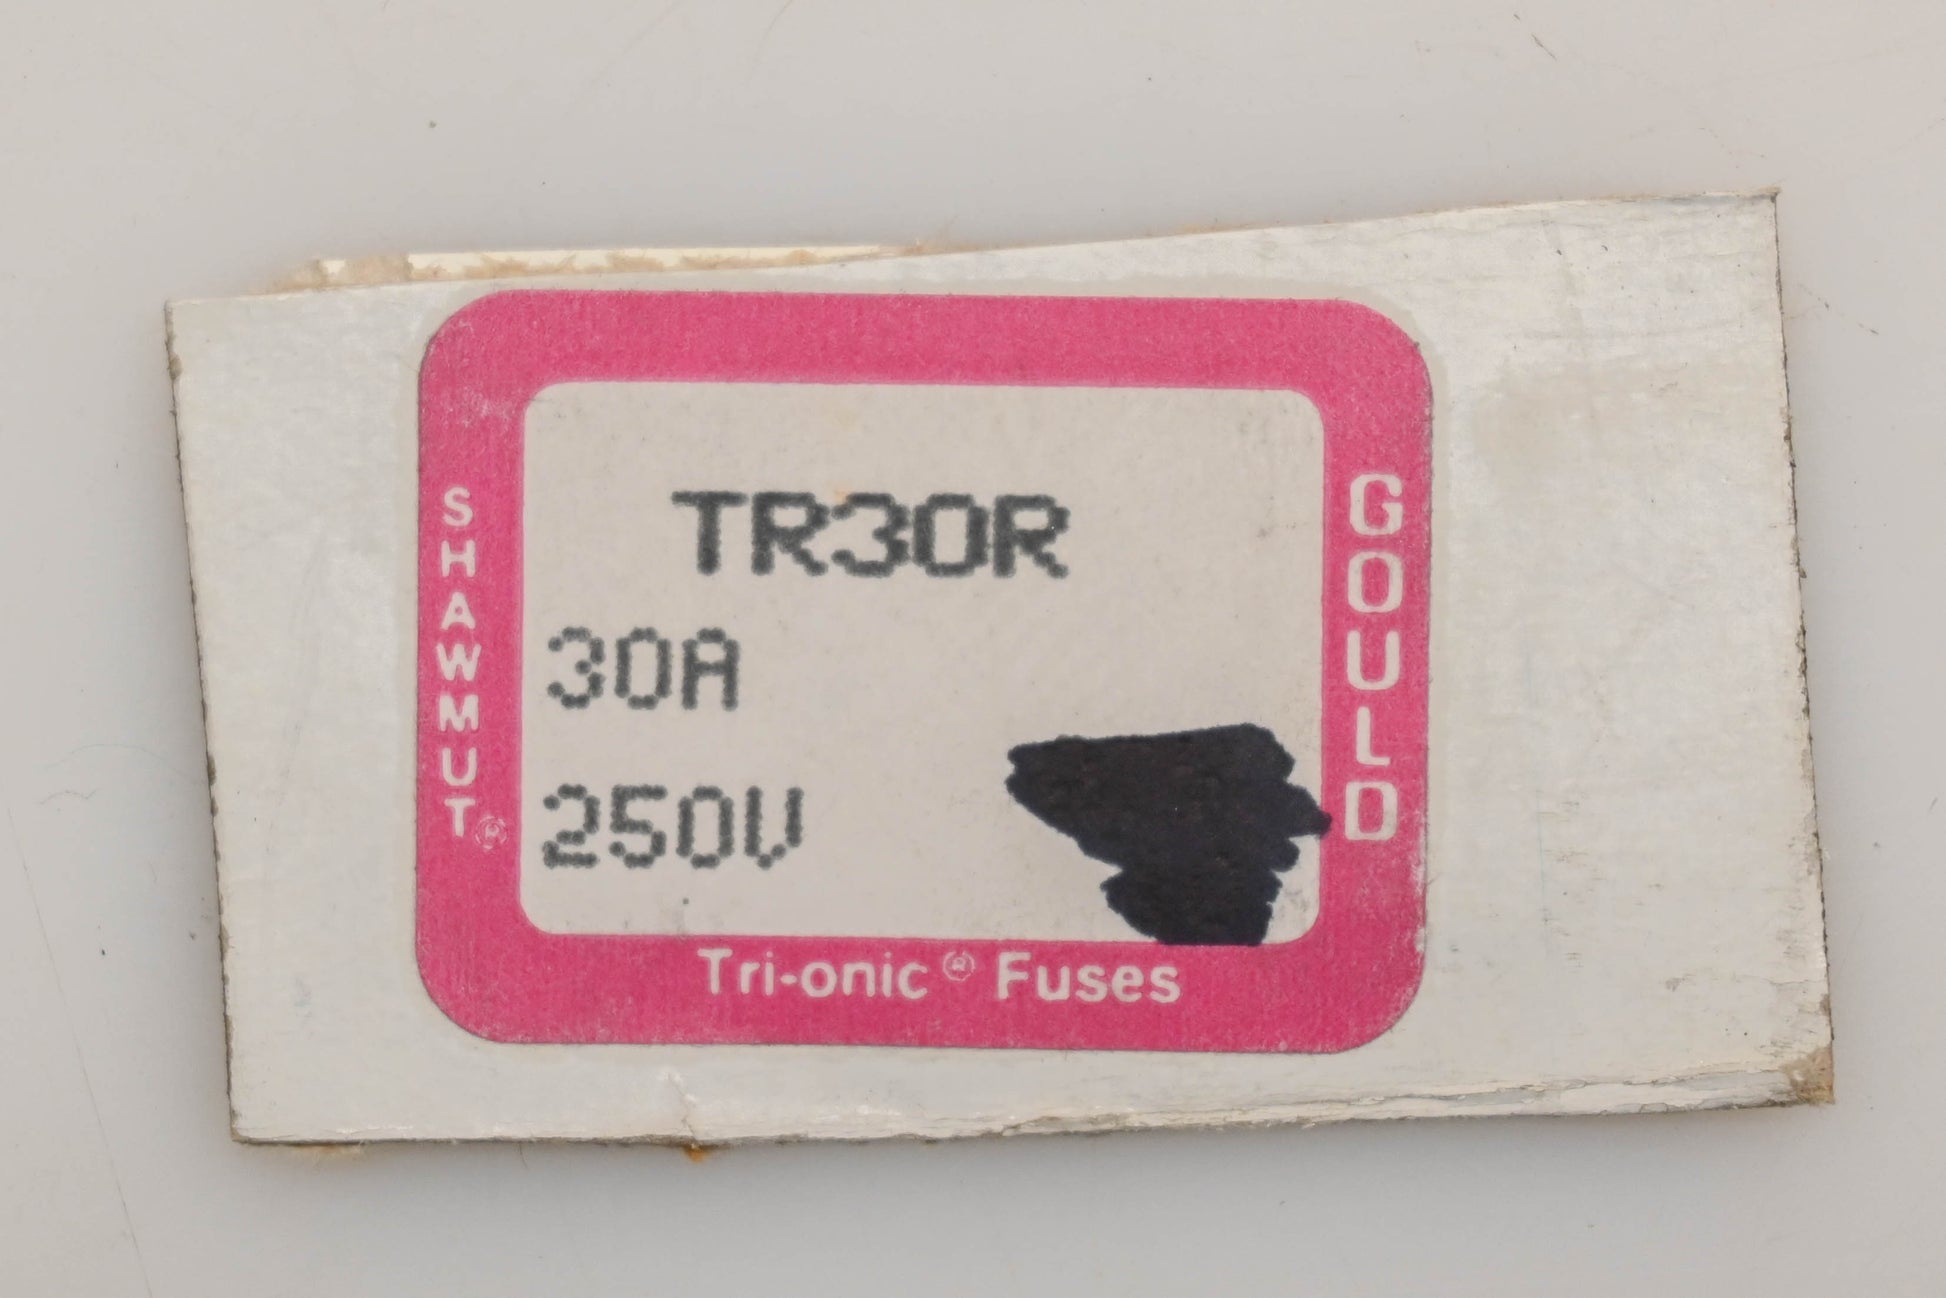 TR30R
30A
250V
SHAWMUT®
GOULD
Tri-onic® Fuses